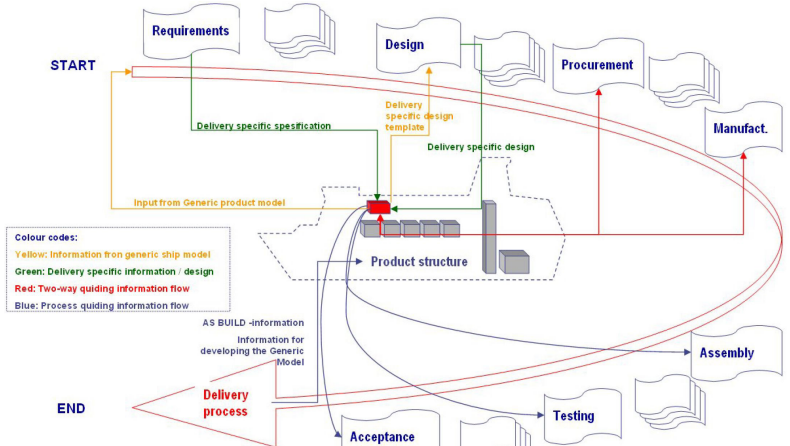 Requirements
Design
START
Procurement
Manufact.
Delivery
specific design
template
Delivery specific spesification
Delivery specific design
Input from Generic product model
Colour codes:
Yellow: Information fron generic ship model
Green: Delivery specific information / design
Red: Two-way quiding information flow
Blue: Process quiding information flow
Product structure
AS BUILD -information
Information for
developing the Generic
Model
Assembly
Delivery
process
END
Testing
Acceptance